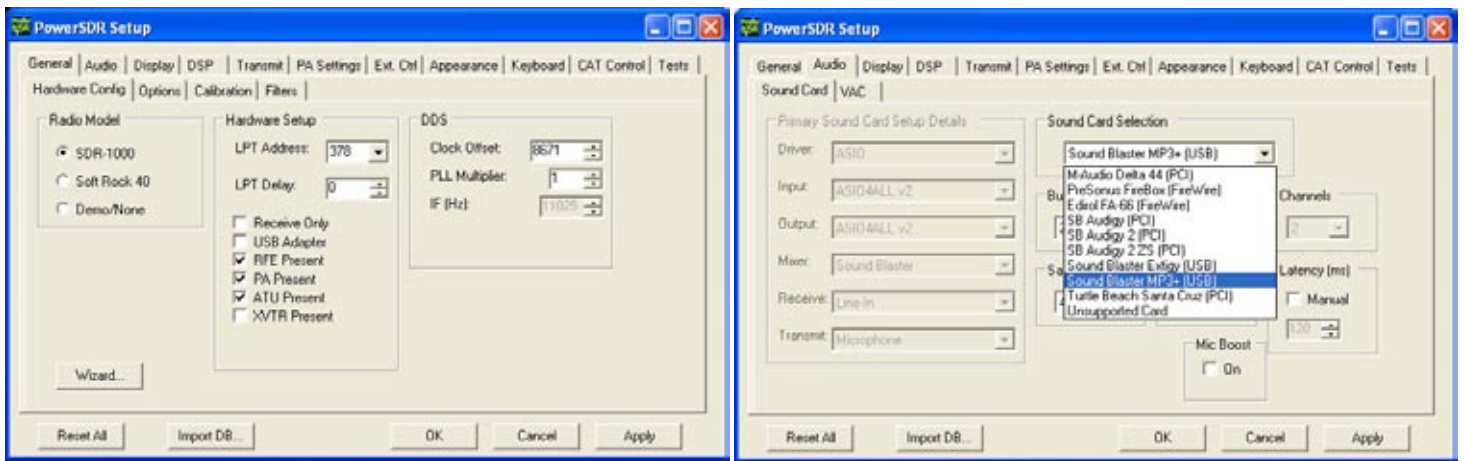 PowerSDR Setup
General Audio Display DSP Transmit PA Settings Ext. Ctrl Appearance Keyboard CAT Control Tests
Hardware Config Options Calibration Filters
Radio Model
SDR-1000
Soft Rock 40
Demo/None
Wizard...
Hardware Setup
LPT Address: 378
LPT Delay: 0
Receive Only
USB Adapter
RFE Present
PA Present
ATU Present
XVTR Present
DDS
Clock Offset: 8671
PLL Multiplier: 1
IF (Hz): 11025
Reset All Import DB... OK Cancel Apply
PowerSDR Setup
General Audio Display DSP Transmit PA Settings Ext. Ctrl Appearance Keyboard CAT Control Tests
Sound Card VAC
Primary Sound Card Setup Details
Driver: ASIO
Input: ASIO4ALL v2
Output: ASIO4ALL v2
Mixer: Sound Blaster
Receive: Line-In
Transmit: Microphone
Sound Card Selection
Sound Blaster MP3+ (USB)
M-Audio Delta 44 (PCI)
PreSonus FireBox (FireWire)
Edirol FA-66 (FireWire)
SB Audigy (PCI)
SB Audigy 2 (PCI)
SB Audigy 2 ZS (PCI)
Sound Blaster Extigy (USB)
Sound Blaster MP3+ (USB)
Turtle Beach Santa Cruz (PCI)
Unsupported Card
Bu
Channels
2
Sa
4
Latency (ms)
Manual
120
Mic Boost
On
Reset All Import DB... OK Cancel Apply